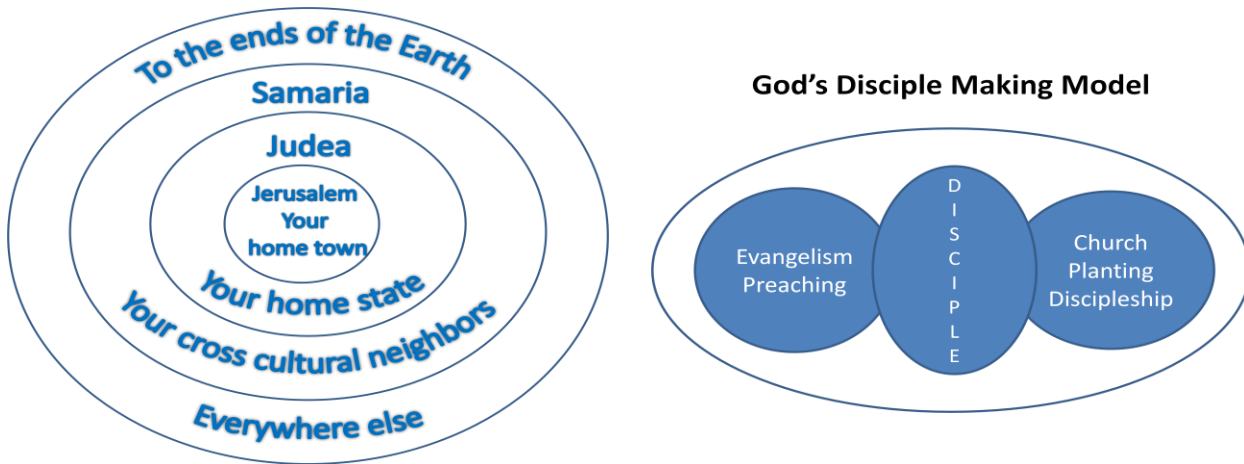 To the ends of the Earth
Samaria
Judea
Jerusalem
Your
home town
Your home state
Your cross cultural neighbors
Everywhere else
God's Disciple Making Model
Evangelism
Preaching
DISCIPLE
Church
Planting
Discipleship